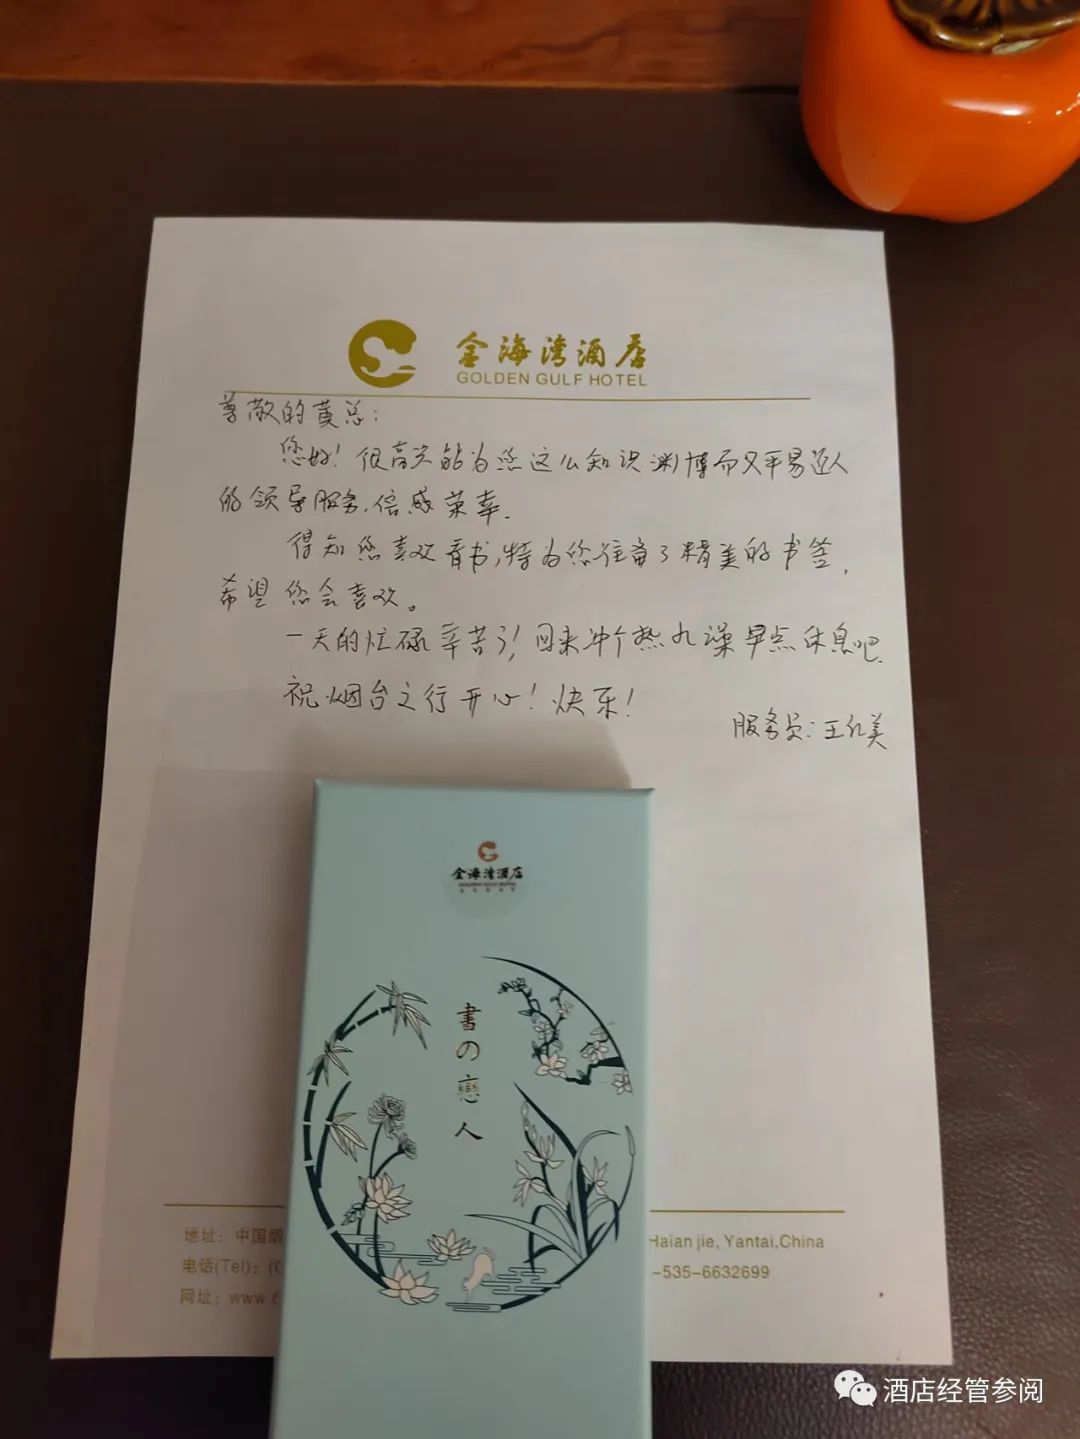 金海湾酒店
GOLDEN GULF HOTEL
尊敬的黄总：
您好！很高兴能为您这么知识渊博而又平易近人
的领导服务，倍感荣幸.
得知您喜欢看书，特为您准备了精美的书签，
希望您会喜欢。
一天的忙碌辛苦了！回来冲个热水澡早点休息吧.
祝烟台之行开心！快乐！
服务员：王红美
金海湾酒店
GOLDEN GULF HOTEL
書の戀人
地址：中国烟
Haian jie, Yantai,China
电话(Tel)：(0
-535-6632699
网址：www.
酒店经管参阅